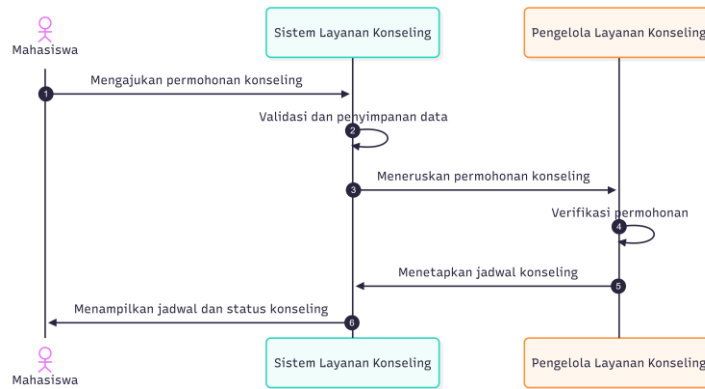 Mahasiswa
Sistem Layanan Konseling
Pengelola Layanan Konseling
1
Mengajukan permohonan konseling
Validasi dan penyimpanan data
2
3
Meneruskan permohonan konseling
Verifikasi permohonan
4
Menetapkan jadwal konseling
5
Menampilkan jadwal dan status konseling
6
Mahasiswa
Sistem Layanan Konseling
Pengelola Layanan Konseling